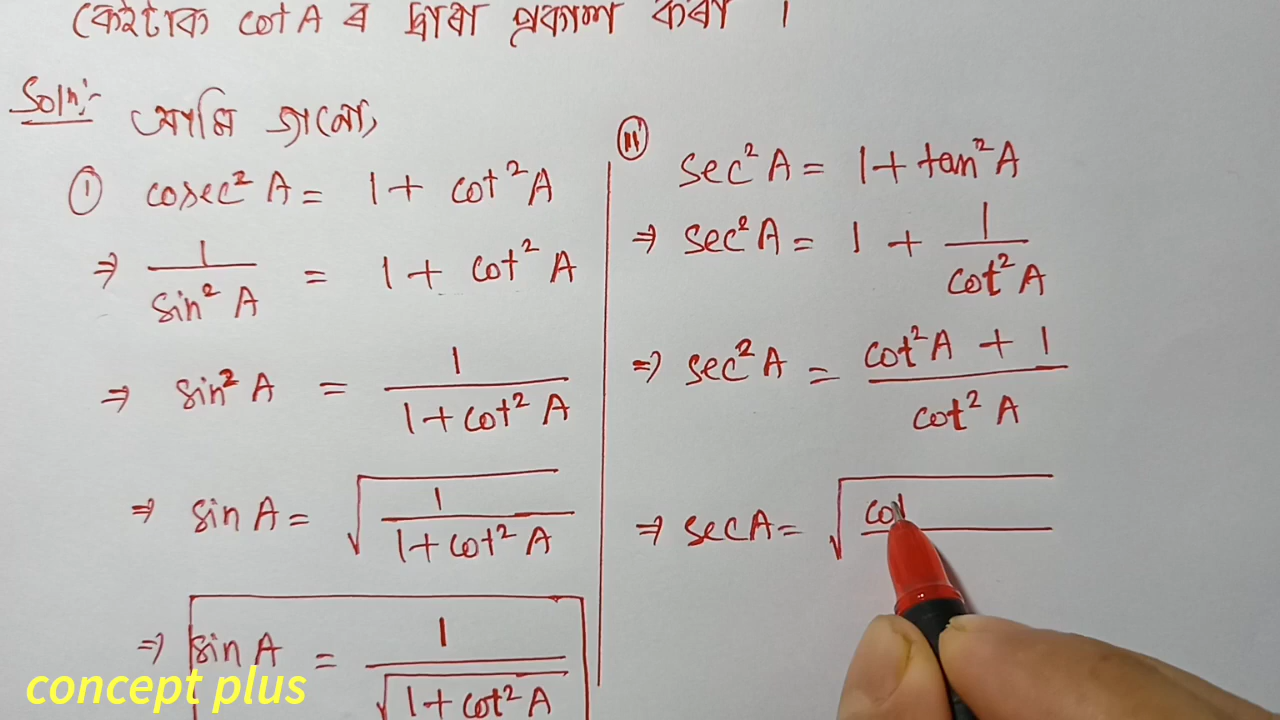 কেইটাক cot A ৰ দ্বাৰা প্ৰকাশ কৰা ।
Soln:-
আমি জানো,
(i) cosec² A = 1 + cot² A
⇒ 1/sin² A = 1 + cot² A
⇒ sin² A = 1/(1 + cot² A)
⇒ sin A = √(1/(1 + cot² A))
⇒ sin A = 1/√(1 + cot² A)
(ii) sec² A = 1 + tan² A
⇒ sec² A = 1 + 1/cot² A
⇒ sec² A = (cot² A + 1)/cot² A
⇒ sec A = √cot
concept plus